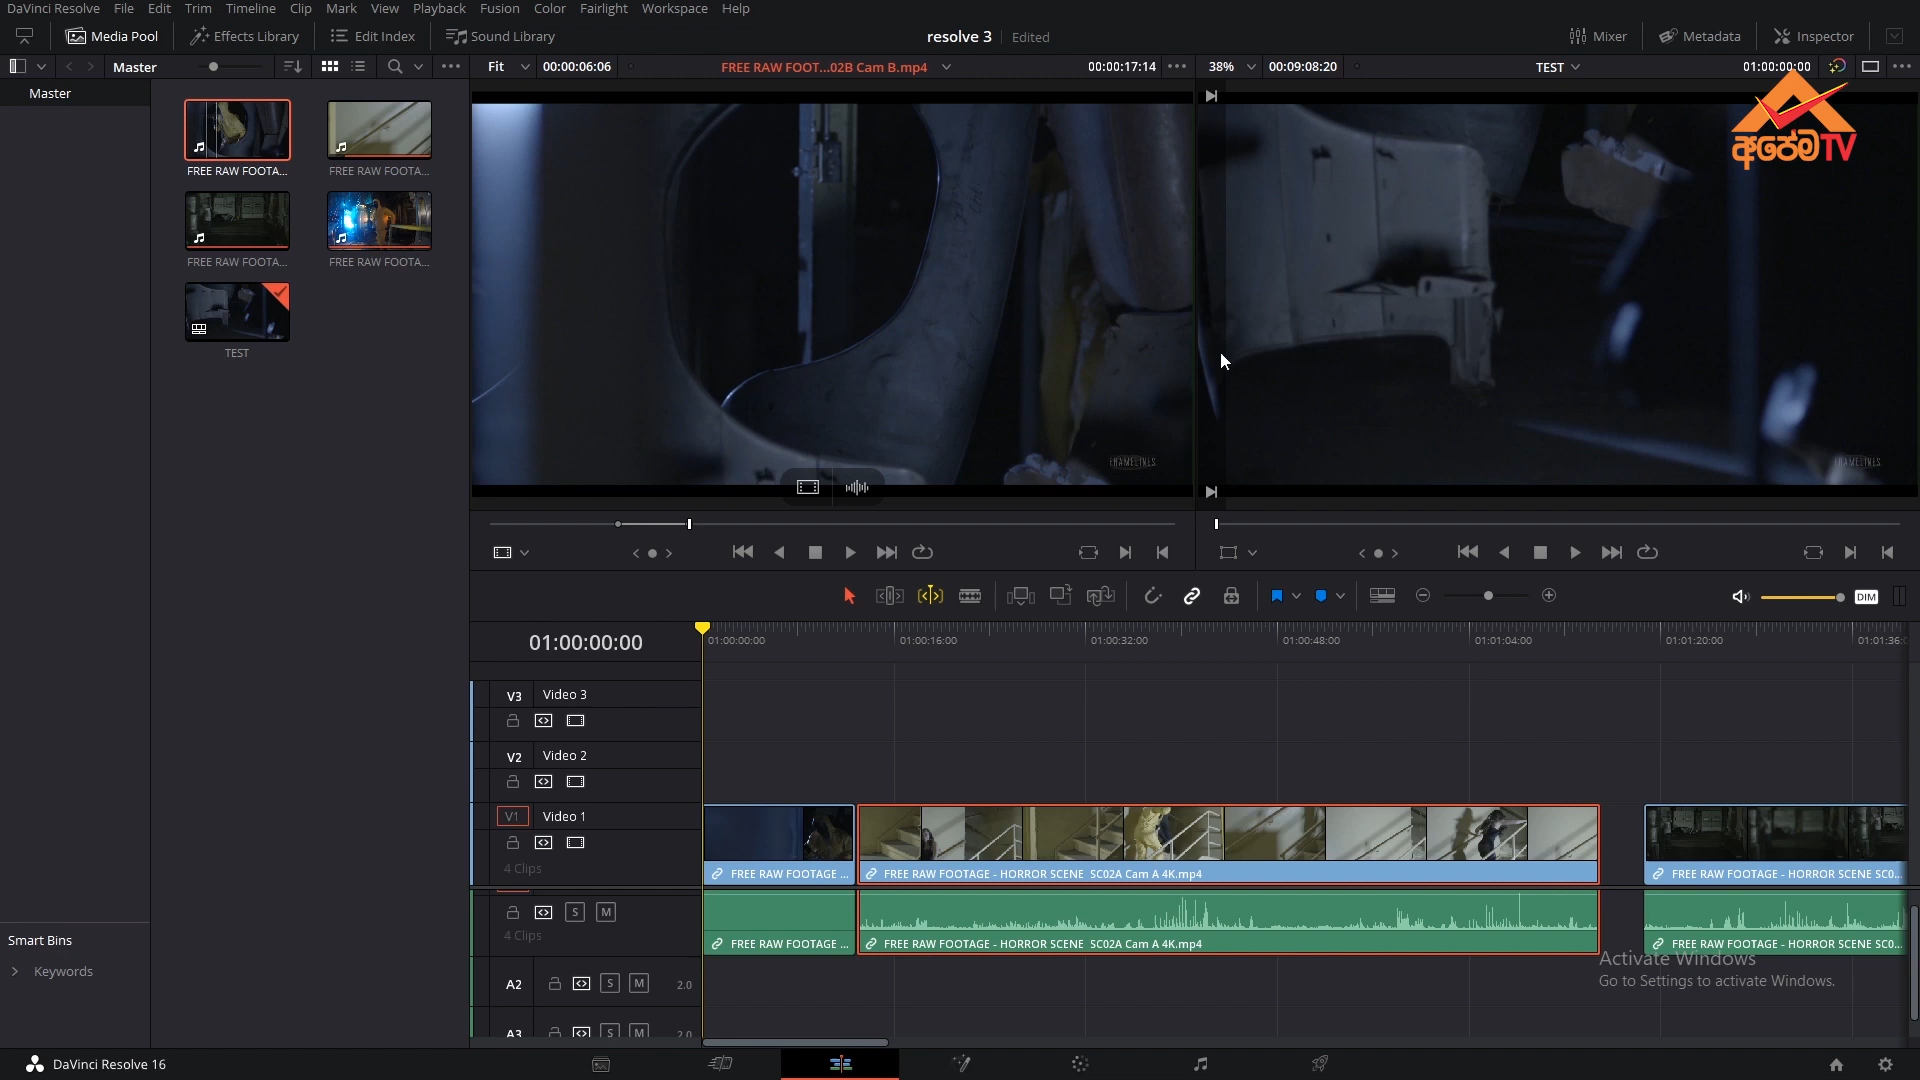 DaVinci Resolve File Edit Trim Timeline Clip Mark View Playback Fusion Color Fairlight Workspace Help
Media Pool Effects Library Edit Index Sound Library resolve 3 Edited Mixer Metadata Inspector
Master Fit 00:00:06:06 FREE RAW FOOT...02B Cam B.mp4 00:00:17:14 38% 00:09:08:20 TEST 01:00:00:00
Master
අපේම TV
FREE RAW FOOTA... FREE RAW FOOTA...
FREE RAW FOOTA... FREE RAW FOOTA...
TEST
DIM
01:00:00:00 01:00:00:00 01:00:16:00 01:00:32:00 01:00:48:00 01:01:04:00 01:01:20:00 01:01:36:0
V3 Video 3
V2 Video 2
V1 Video 1
4 Clips
FREE RAW FOOTAGE ... FREE RAW FOOTAGE - HORROR SCENE SC02A Cam A 4K.mp4 FREE RAW FOOTAGE - HORROR SCENE SC0...
S M
4 Clips
FREE RAW FOOTAGE ... FREE RAW FOOTAGE - HORROR SCENE SC02A Cam A 4K.mp4 FREE RAW FOOTAGE - HORROR SCENE SC0...
Activate Windows
Go to Settings to activate Windows.
Smart Bins
Keywords
A2 S M 2.0
A3 S M 2.0
DaVinci Resolve 16